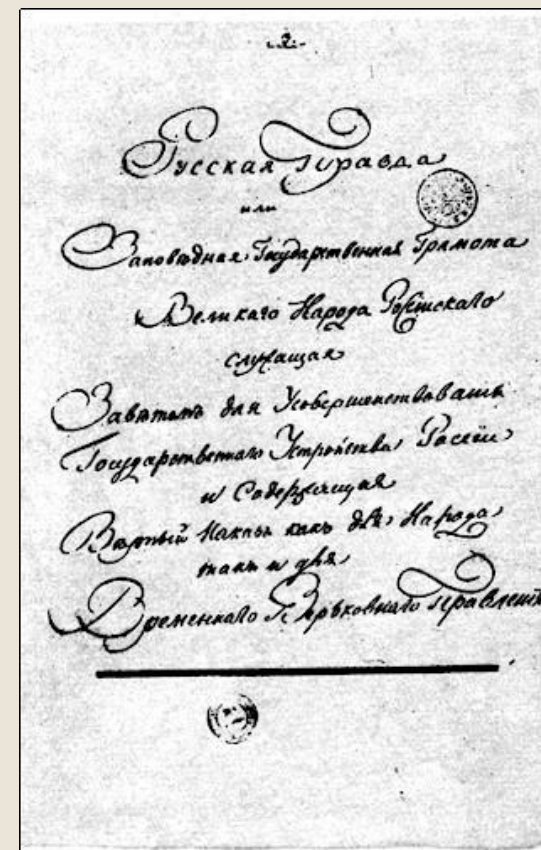 -2-
Русская Правда
или
Заповѣдная Государственная Грамота
Великаго Народа Россійскаго
служащая
Завѣтомъ для Усовершенствованія
Государственнаго Устройства Россіи
и Содержащая
Вѣрный Наказъ какъ для Народа
такъ и для
Временнаго Верьховнаго Правленія